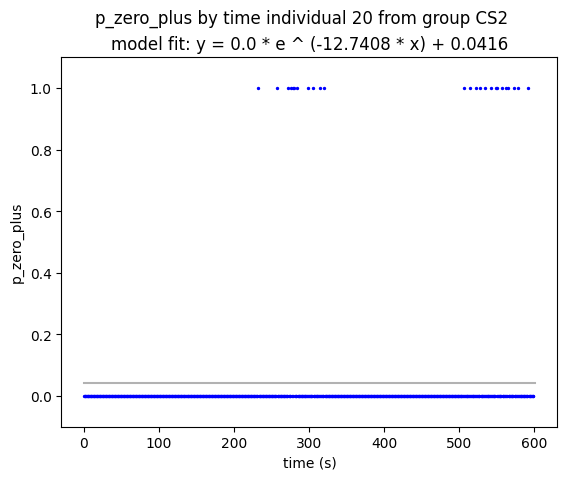 p_zero_plus by time individual 20 from group CS2
model fit: y = 0.0 * e ^ (-12.7408 * x) + 0.0416
1.0
0.8
0.6
0.4
0.2
0.0
p_zero_plus
0 100 200 300 400 500 600
time (s)